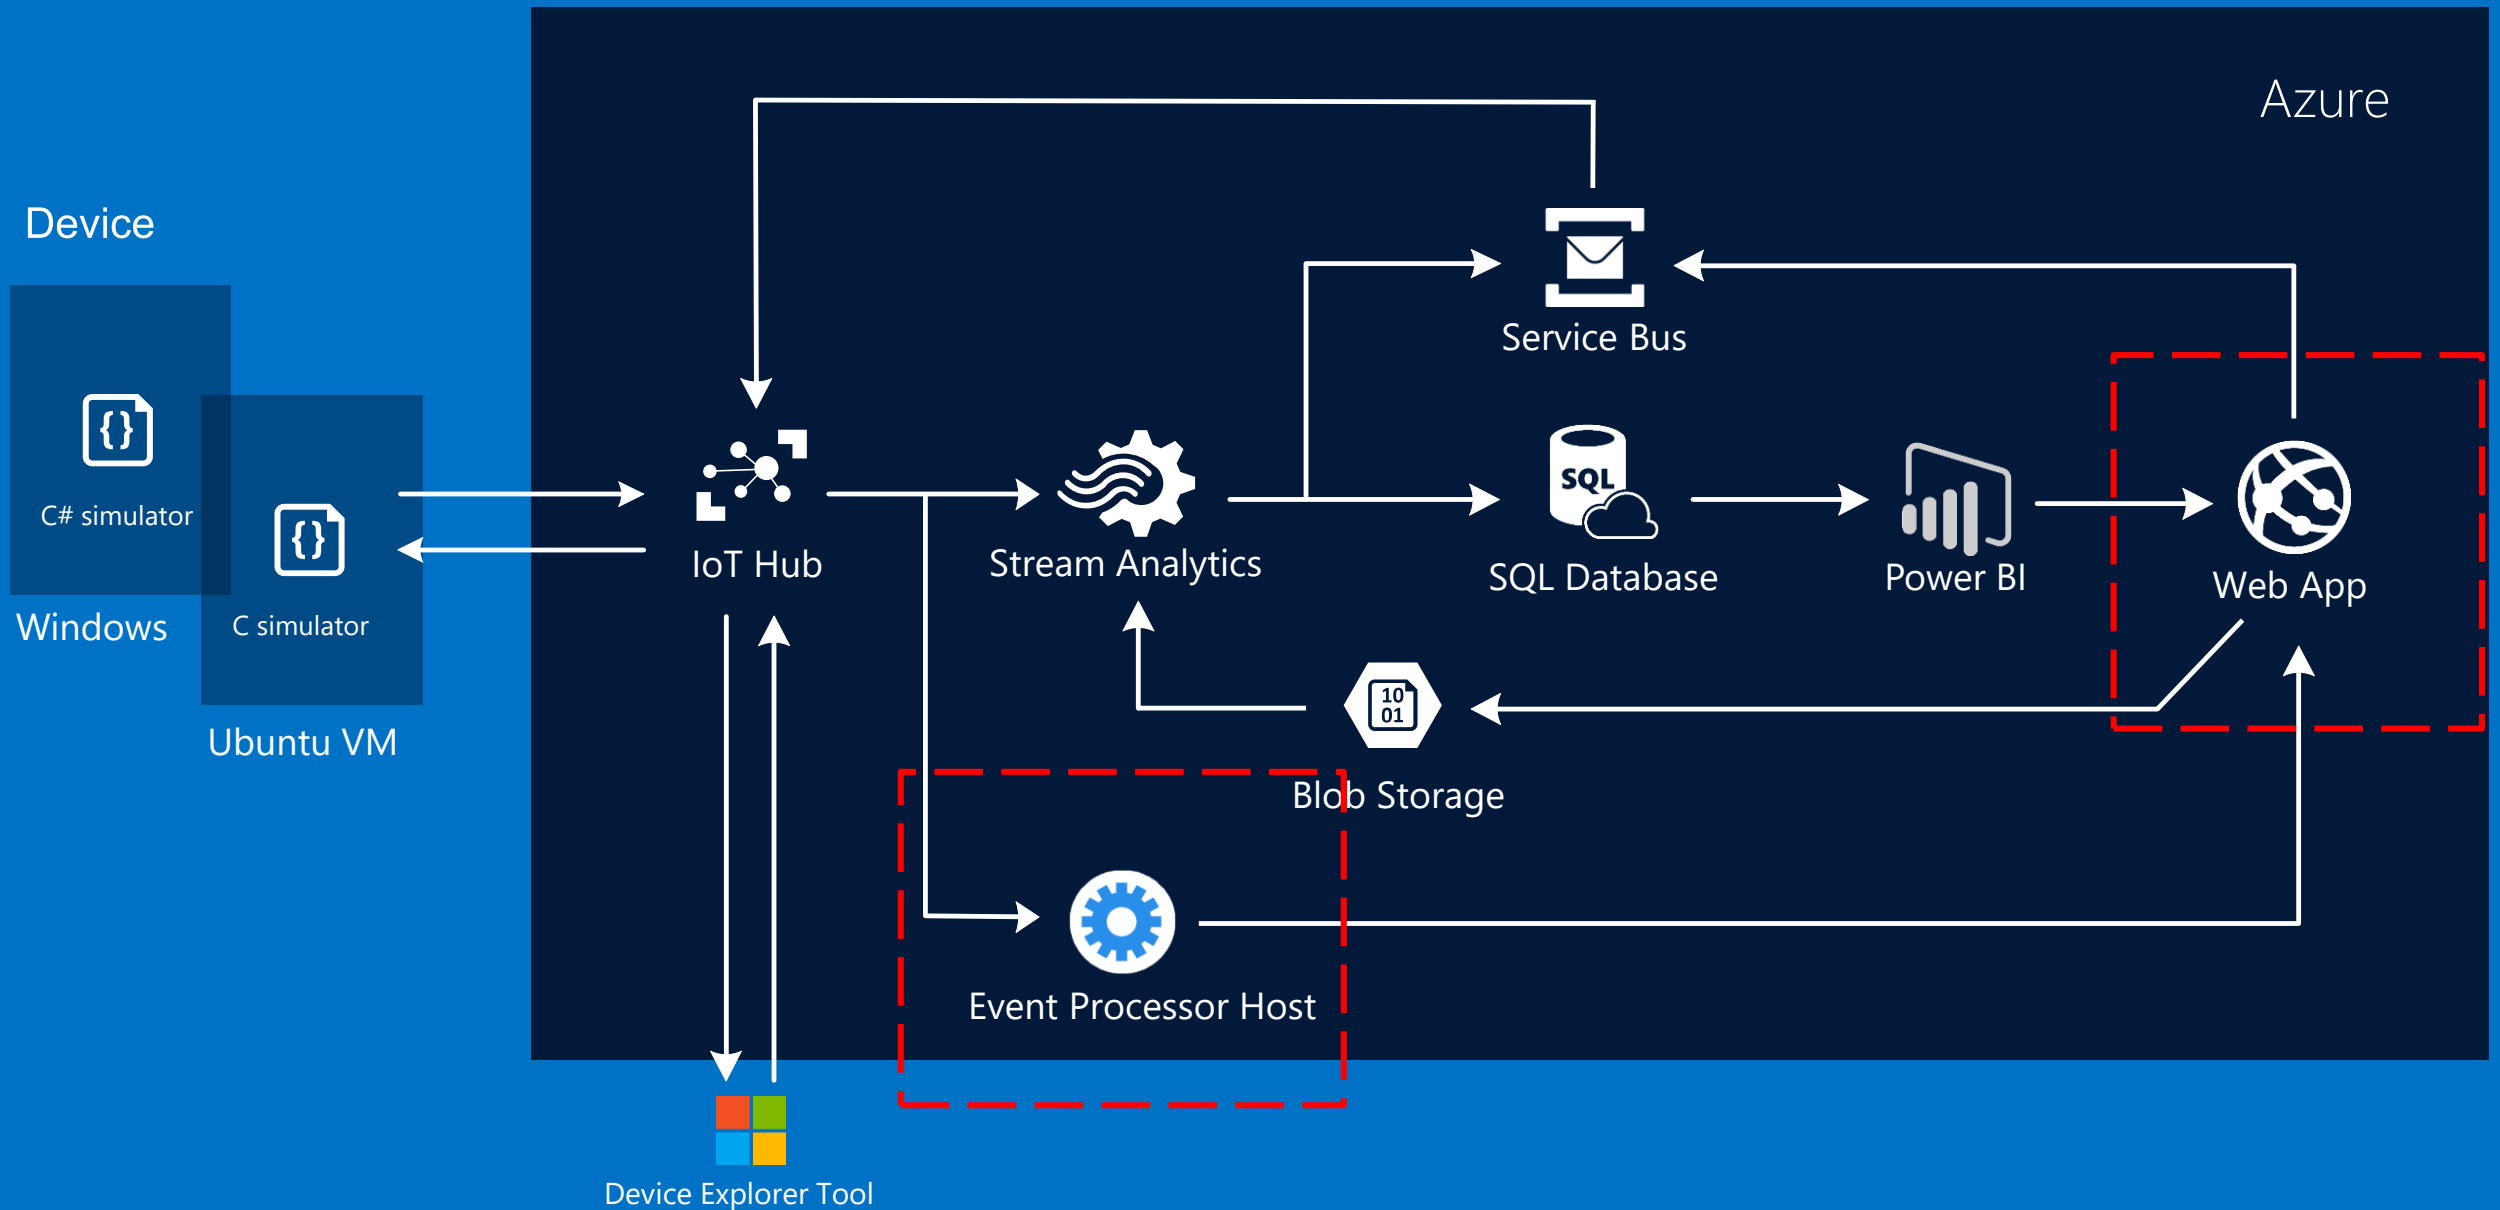 Azure
Device
Service Bus
C# simulator
IoT Hub
Stream Analytics
SQL
SQL Database
Power BI
Web App
Windows
C simulator
Ubuntu VM
10
01
Blob Storage
Event Processor Host
Device Explorer Tool